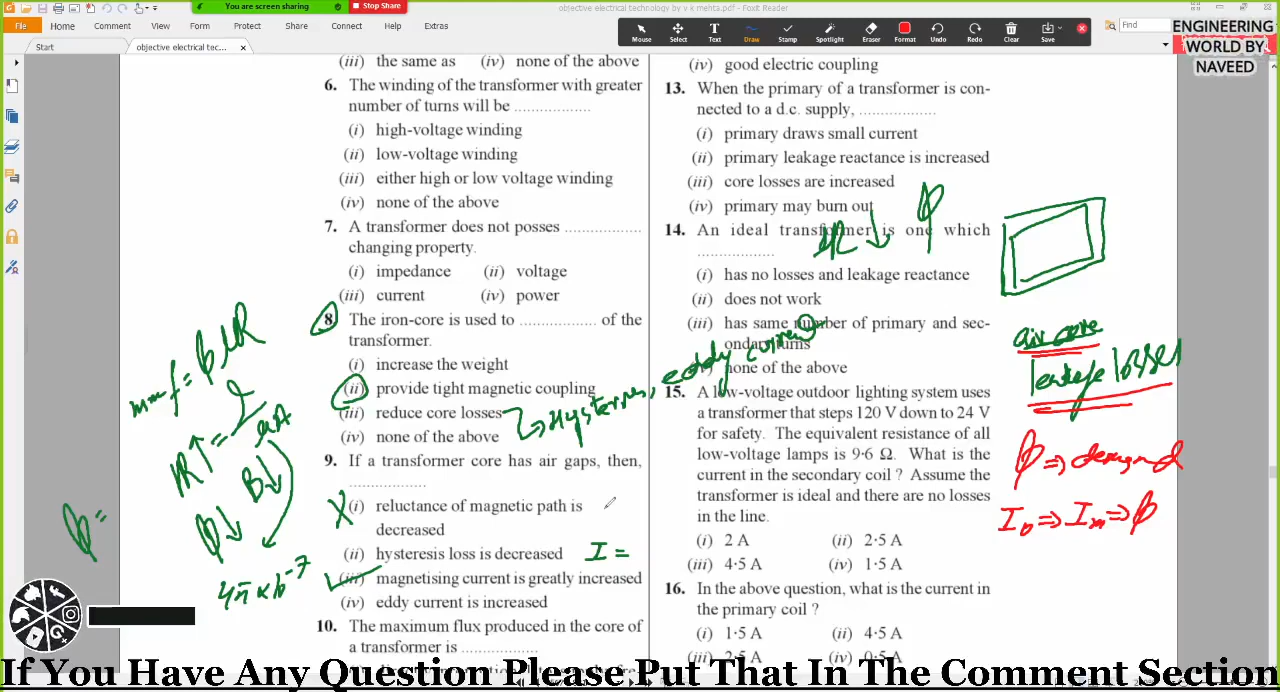 objective electrical technology by v k mehta.pdf - Foxit Reader
You are screen sharing
Stop Share
File Home Comment View Form Protect Share Connect Help Extras
Mouse Select Text Draw Stamp Spotlight Eraser Format Undo Redo Clear Save
Find
ENGINEERING
WORLD BY
NAVEED
Start
objective electrical tec...
(iii) the same as (iv) none of the above
6. The winding of the transformer with greater
number of turns will be ..................
(i) high-voltage winding
(ii) low-voltage winding
(iii) either high or low voltage winding
(iv) none of the above
7. A transformer does not posses ..................
changing property.
(i) impedance (ii) voltage
(iii) current (iv) power
8. The iron-core is used to .................. of the
transformer.
(i) increase the weight
(ii) provide tight magnetic coupling
(iii) reduce core losses
(iv) none of the above
9. If a transformer core has air gaps, then,
..................
(i) reluctance of magnetic path is
decreased
(ii) hysteresis loss is decreased
(iii) magnetising current is greatly increased
(iv) eddy current is increased
10. The maximum flux produced in the core of
a transformer is ..................
(iv) good electric coupling
13. When the primary of a transformer is con-
nected to a d.c. supply, ..................
(i) primary draws small current
(ii) primary leakage reactance is increased
(iii) core losses are increased
(iv) primary may burn out
14. An ideal transformer is one which
..................
(i) has no losses and leakage reactance
(ii) does not work
(iii) has same number of primary and sec-
ondary turns
none of the above
15. A low-voltage outdoor lighting system uses
a transformer that steps 120 V down to 24 V
for safety. The equivalent resistance of all
low-voltage lamps is 9·6 Ω. What is the
current in the secondary coil ? Assume the
transformer is ideal and there are no losses
in the line.
(i) 2 A (ii) 2·5 A
(iii) 4·5 A (iv) 1·5 A
16. In the above question, what is the current in
the primary coil ?
(i) 1·5 A (ii) 4·5 A
(iii) 2·5 A (iv) 0·5 A
air core
leakage losses
ϕ ⇒ demand
I₀ ⇒ Iₘ ⇒ ϕ
I =
ϕ =
B↓
ϕ↓
4π × 10⁻⁷
eddy current
If You Have Any Question Please Put That In The Comment Section